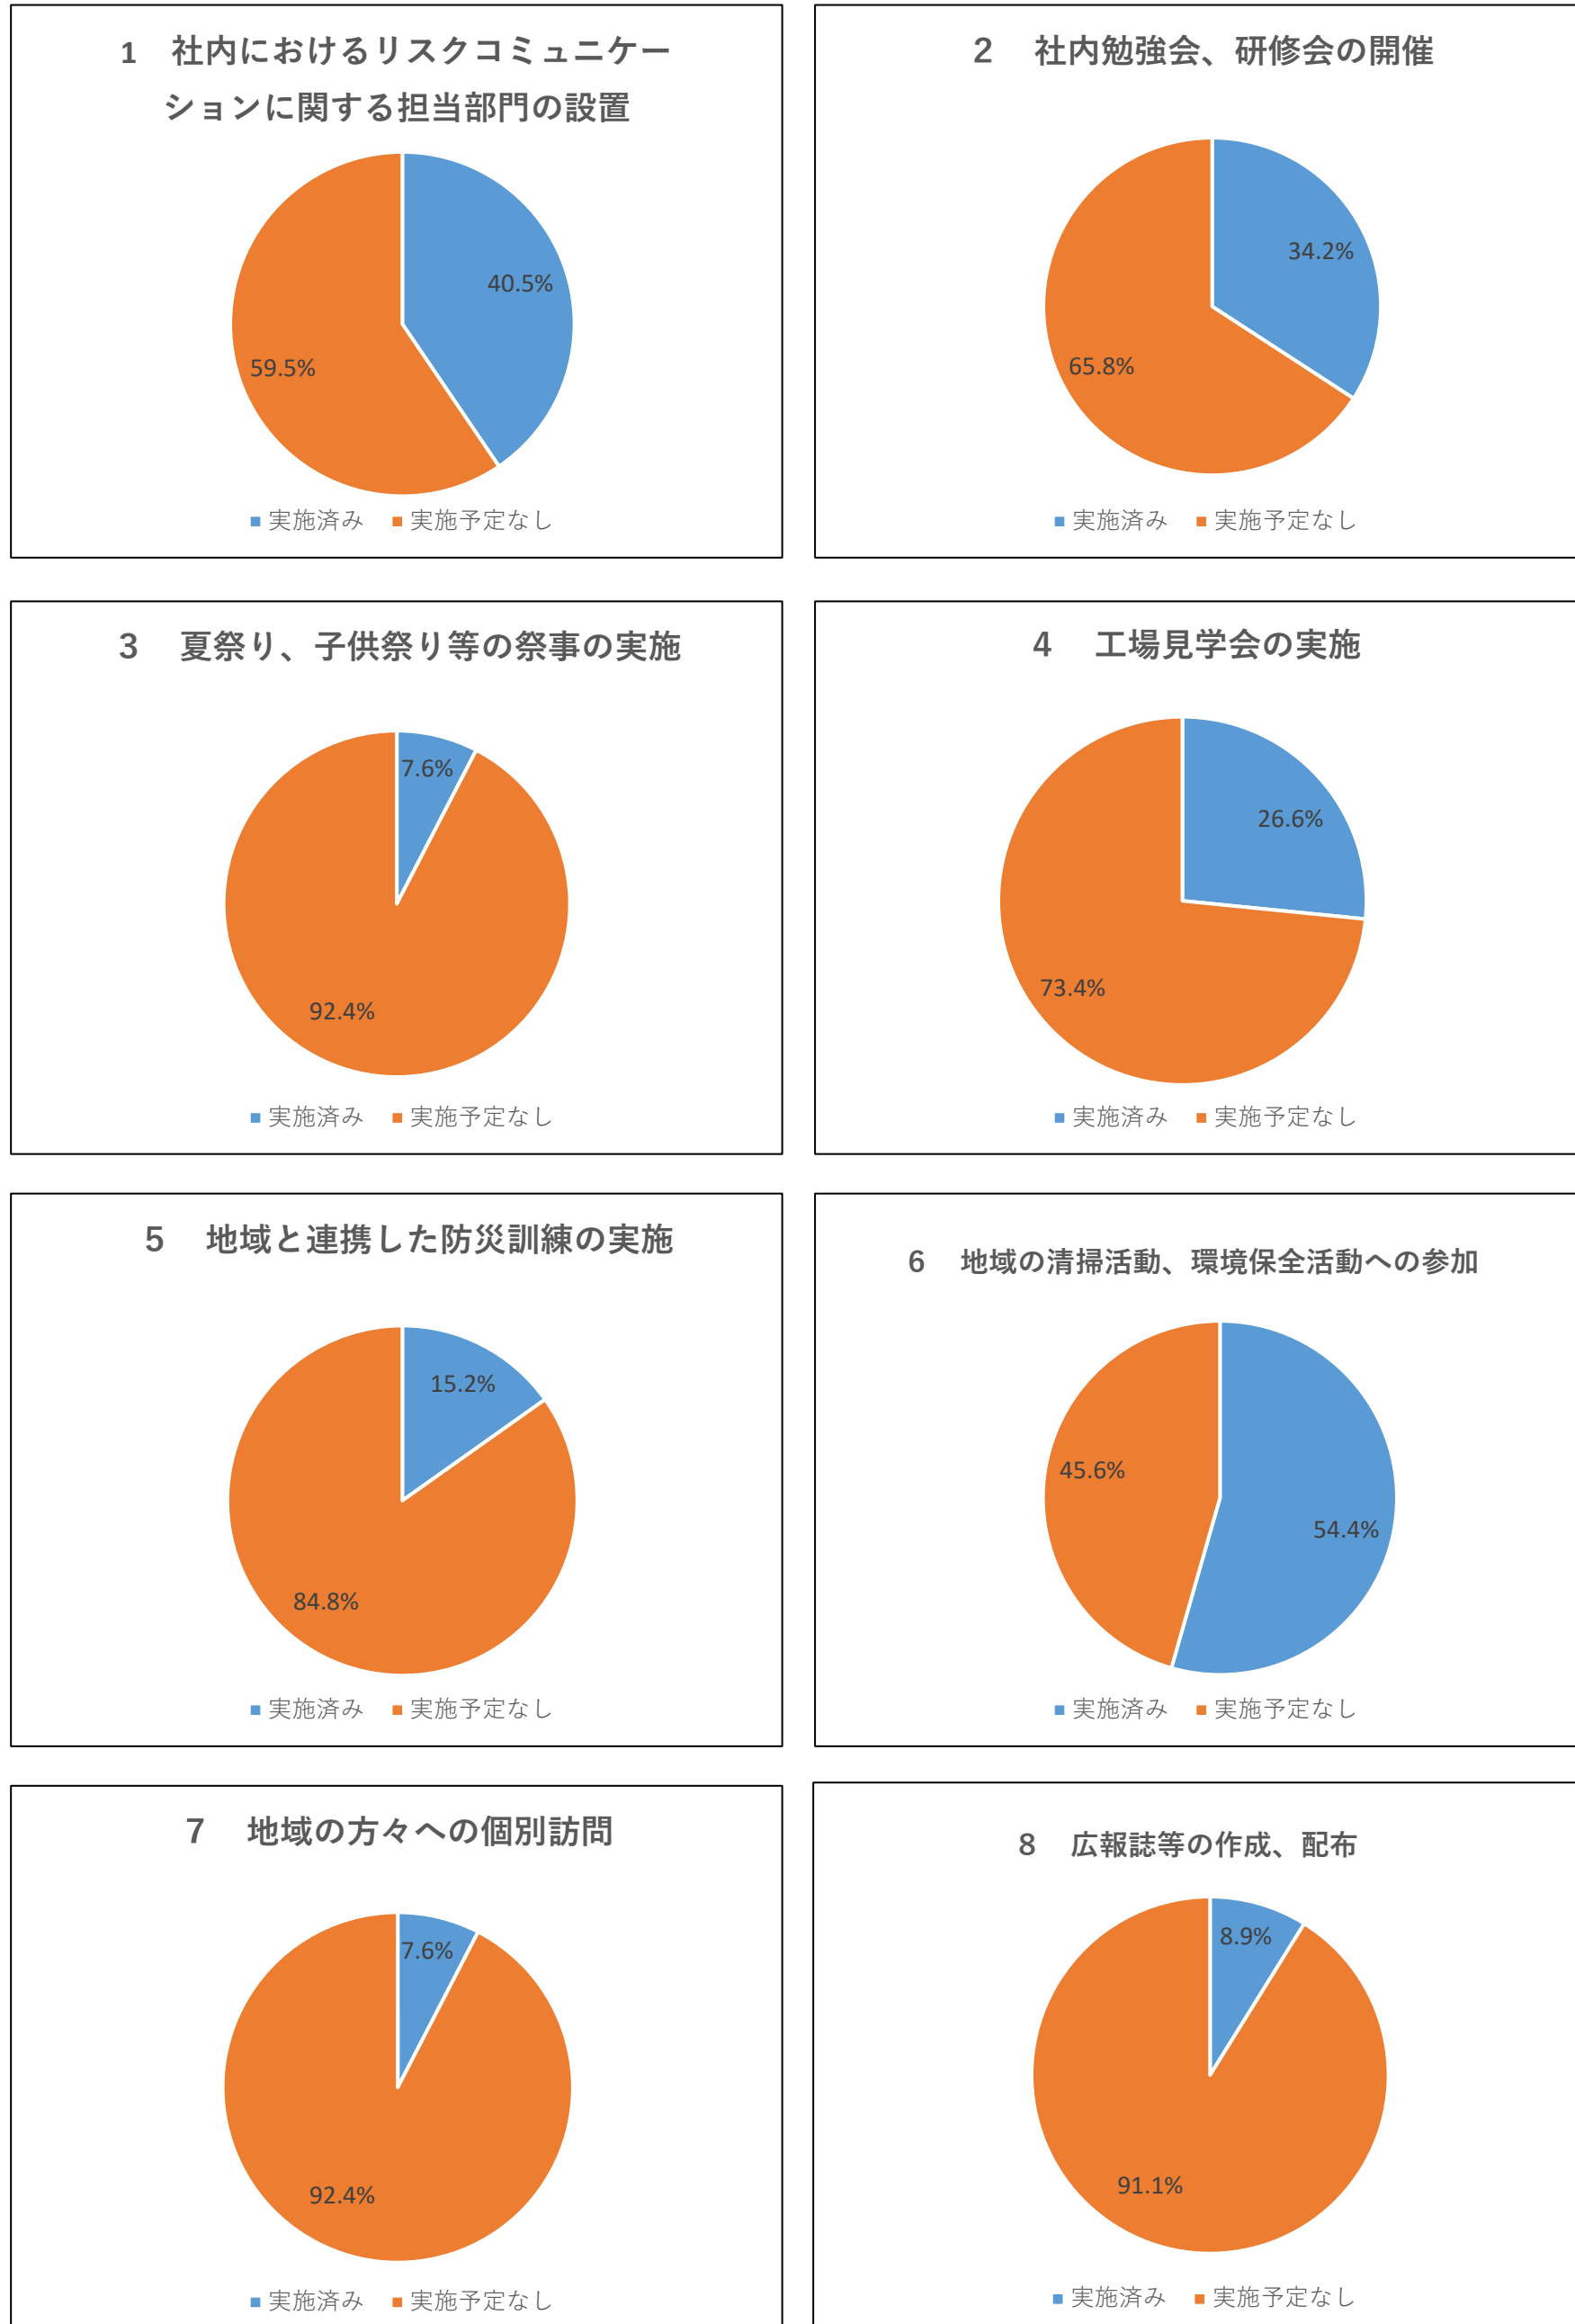 1 社内におけるリスクコミュニケー
ションに関する担当部門の設置
40.5%
59.5%
実施済み 実施予定なし
2 社内勉強会、研修会の開催
34.2%
65.8%
実施済み 実施予定なし
3 夏祭り、子供祭り等の祭事の実施
7.6%
92.4%
実施済み 実施予定なし
4 工場見学会の実施
26.6%
73.4%
実施済み 実施予定なし
5 地域と連携した防災訓練の実施
15.2%
84.8%
実施済み 実施予定なし
6 地域の清掃活動、環境保全活動への参加
45.6%
54.4%
実施済み 実施予定なし
7 地域の方々への個別訪問
7.6%
92.4%
実施済み 実施予定なし
8 広報誌等の作成、配布
8.9%
91.1%
実施済み 実施予定なし